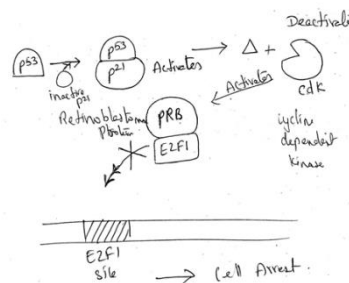 Deactivate
p53
p53
p21
Activates
Δ +
inactive
p21
Activates
cdk
Retinoblastoma
Protein
PRB
E2F1
cyclin
dependent
kinase
E2F1
site
Cell Arrest.